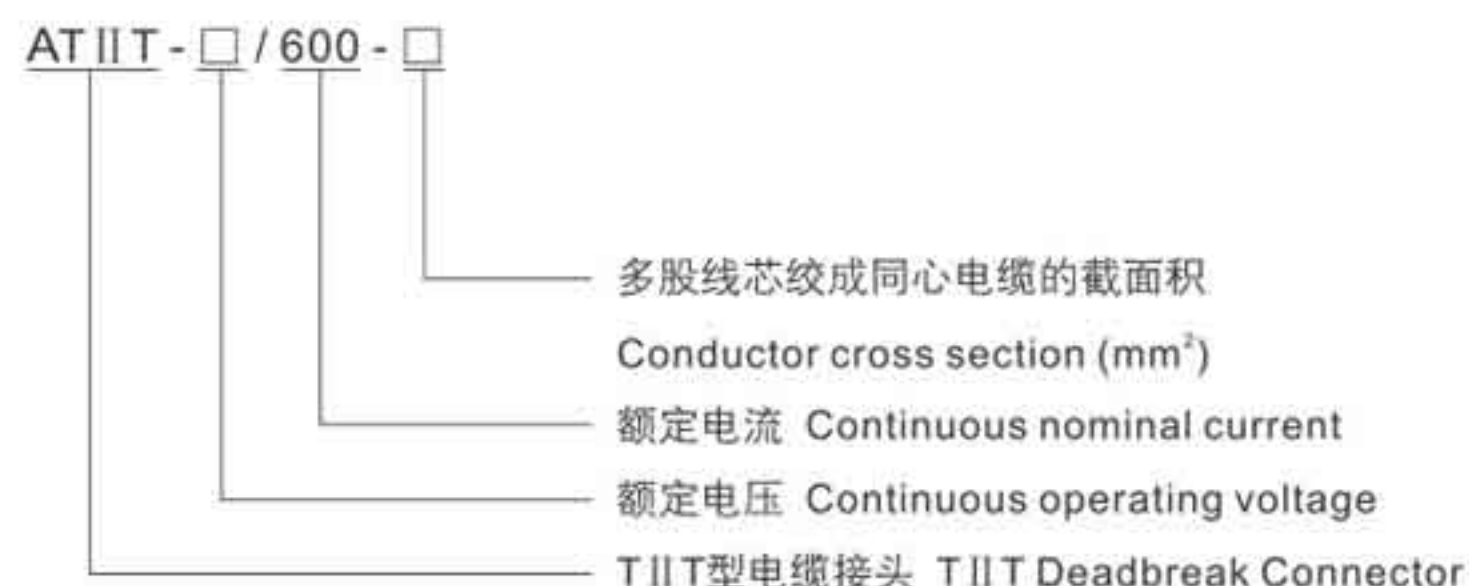 ATⅡT-□/600-□
多股线芯绞成同心电缆的截面积
Conductor cross section (mm²)
额定电流 Continuous nominal current
额定电压 Continuous operating voltage
TⅡT型电缆接头 TⅡT Deadbreak Connector